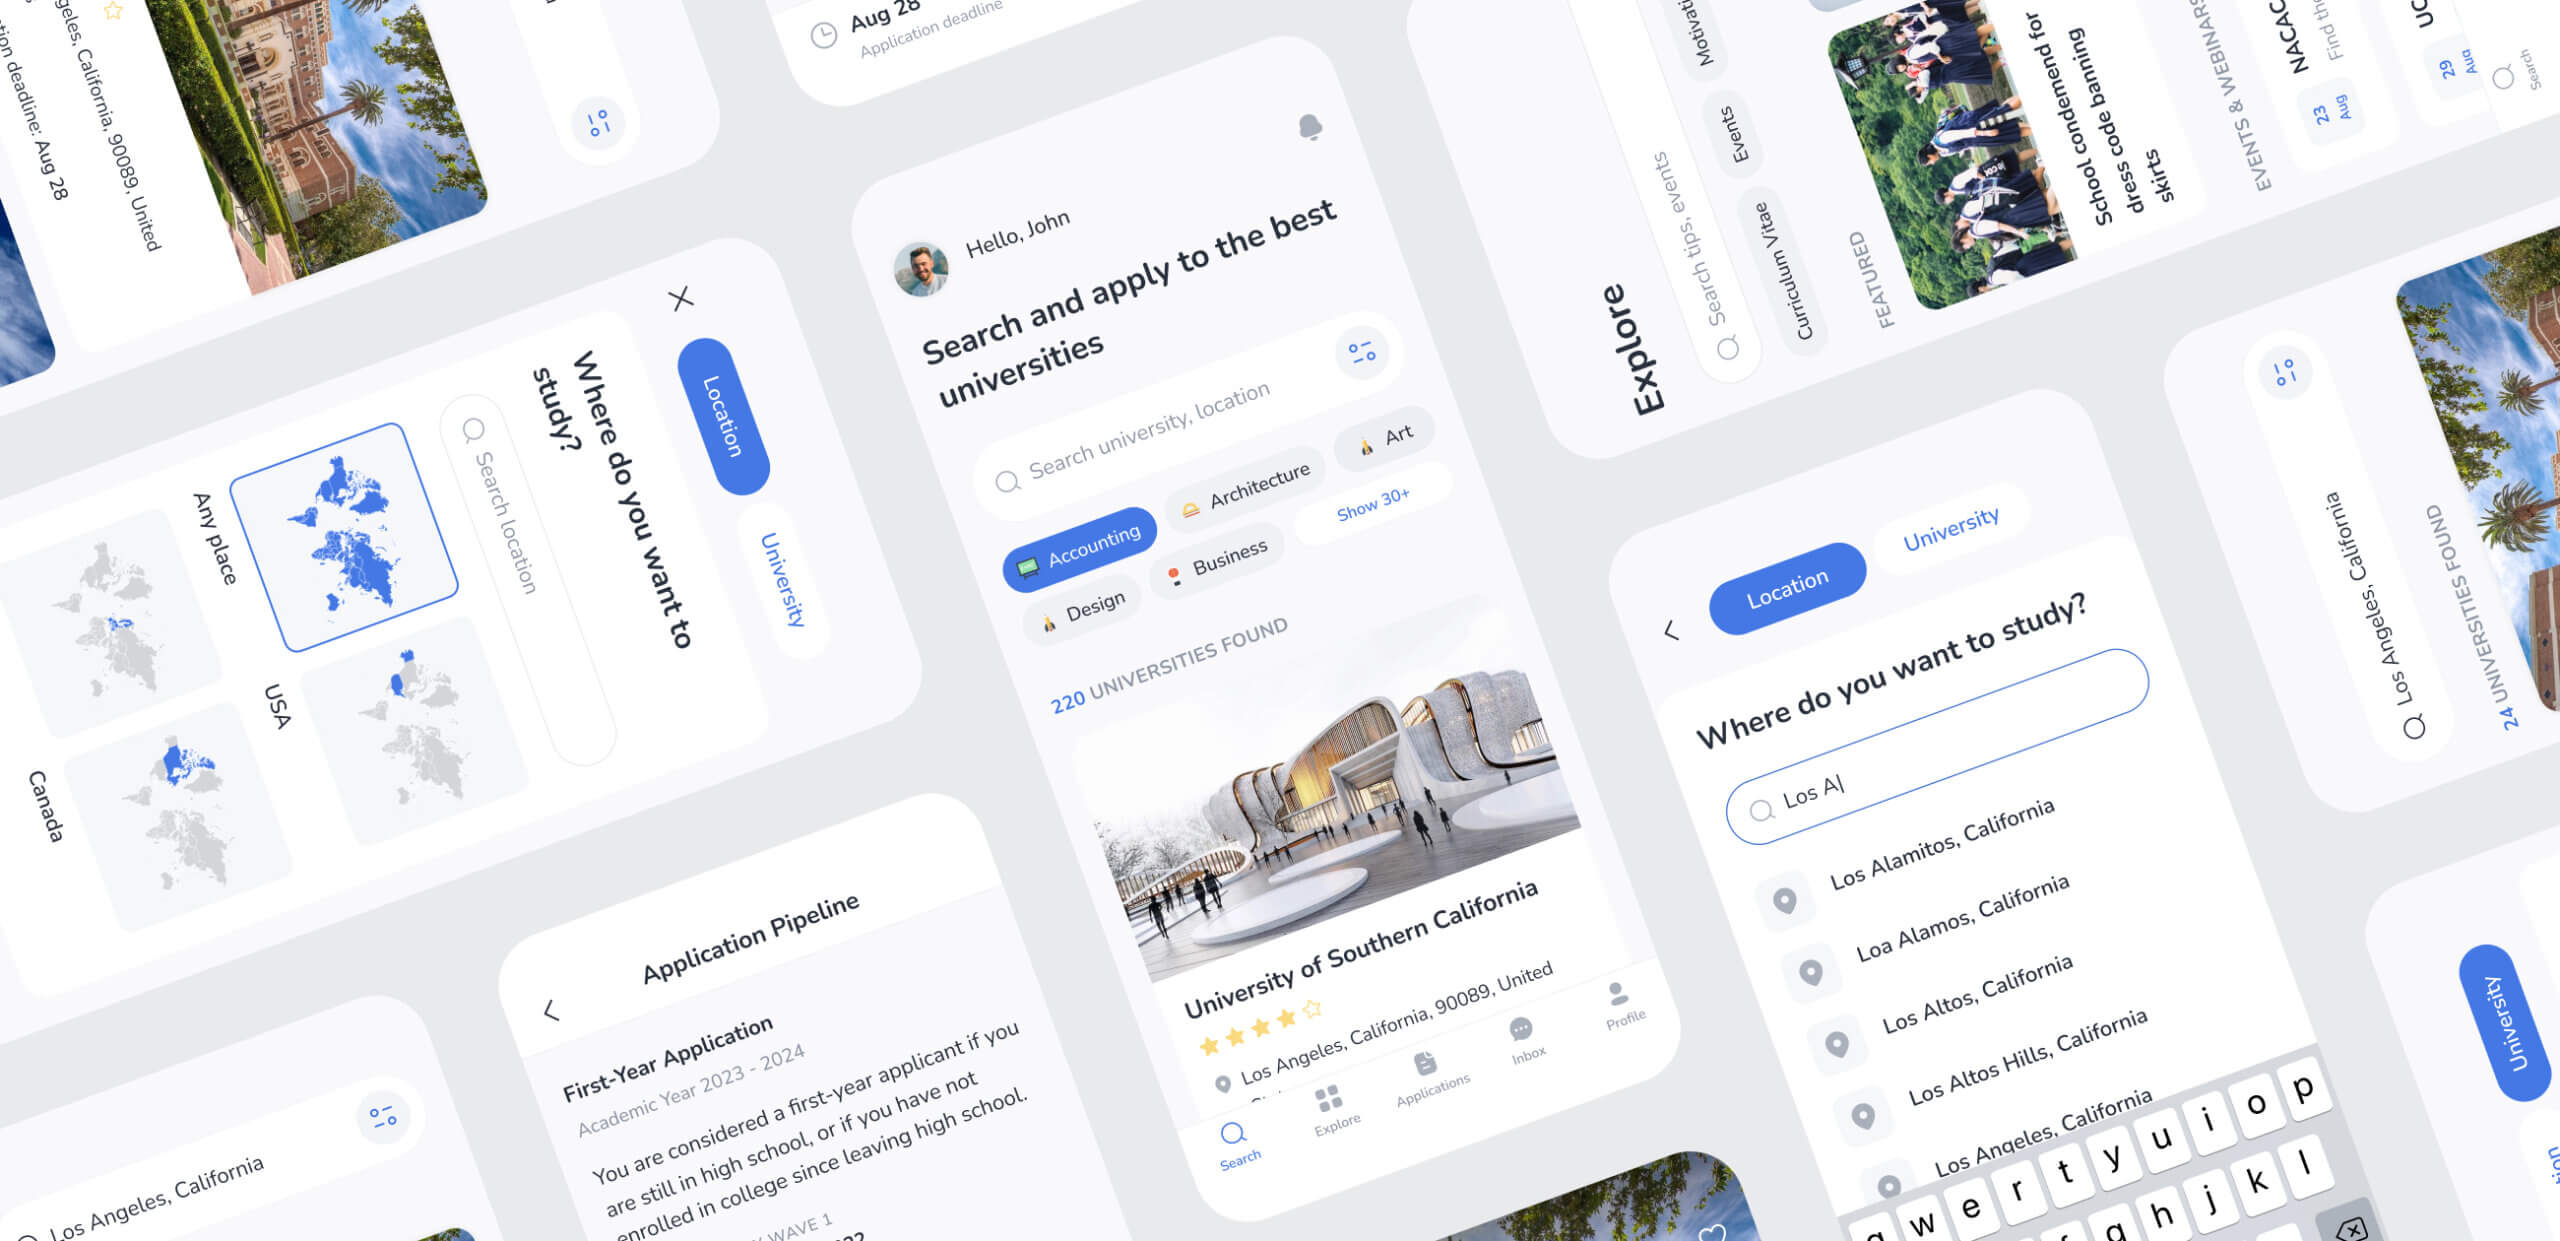 geles, California, 90089, United
tion deadline: Aug 28
Aug 28
Application deadline
Location
University
Where do you want to
study?
Search location
Any place
USA
Canada
Los Angeles, California
Application Pipeline
First-Year Application
Academic Year 2023 - 2024
You are considered a first-year applicant if you
are still in high school, or if you have not
enrolled in college since leaving high school.
WAVE 1
Hello, John
Search and apply to the best
universities
Search university, location
Accounting
Architecture
Art
Design
Business
Show 30+
220 UNIVERSITIES FOUND
University of Southern California
Los Angeles, California, 90089, United
Search
Explore
Applications
Inbox
Profile
Explore
Search tips, events
Curriculum Vitae
Events
Motivati
FEATURED
School condemened for
dress code banning
skirts
EVENTS & WEBINARS
23
Aug
NACAC
Find the
29
Aug
UC
Search
Location
University
Where do you want to study?
Los A
Los Alamitos, California
Loa Alamos, California
Los Altos, California
Los Altos Hills, California
Los Angeles, California
q w e r t y u i o p
f g h j k l
Los Angeles, California
24 UNIVERSITIES FOUND
University